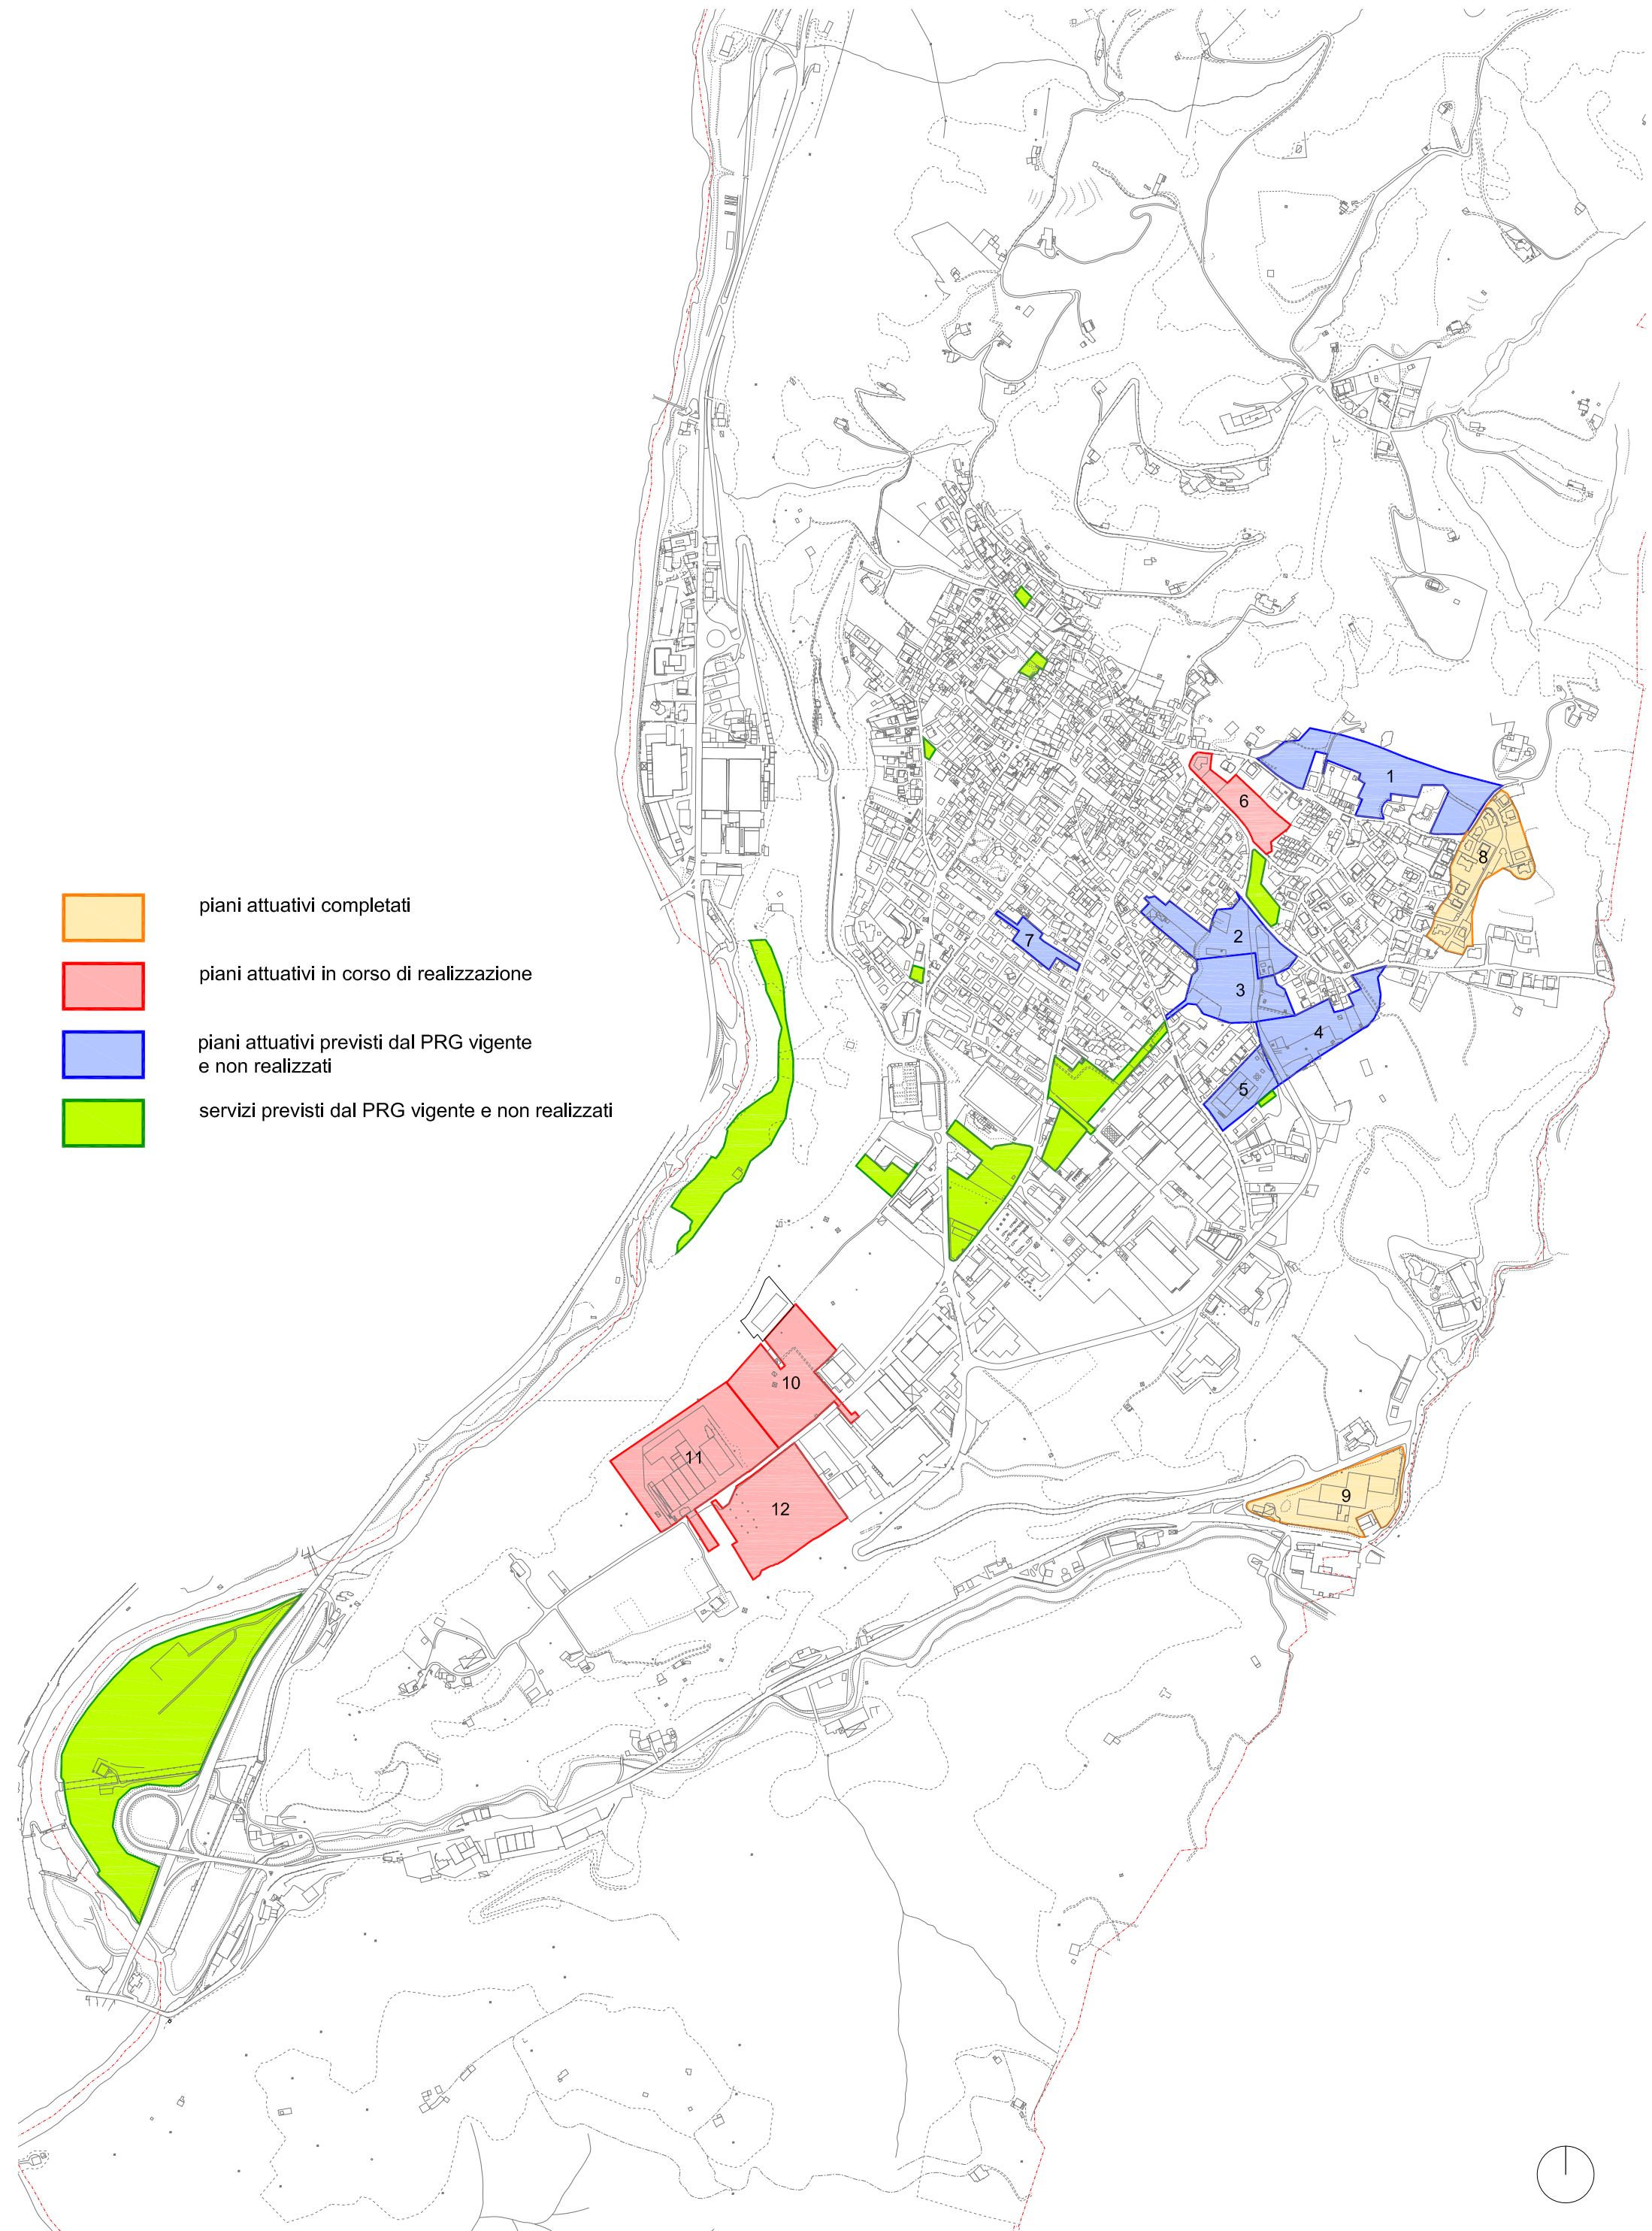 1
6
8
2
7
3
4
5
piani attuativi completati
piani attuativi in corso di realizzazione
piani attuativi previsti dal PRG vigente
e non realizzati
servizi previsti dal PRG vigente e non realizzati
10
11
9
12